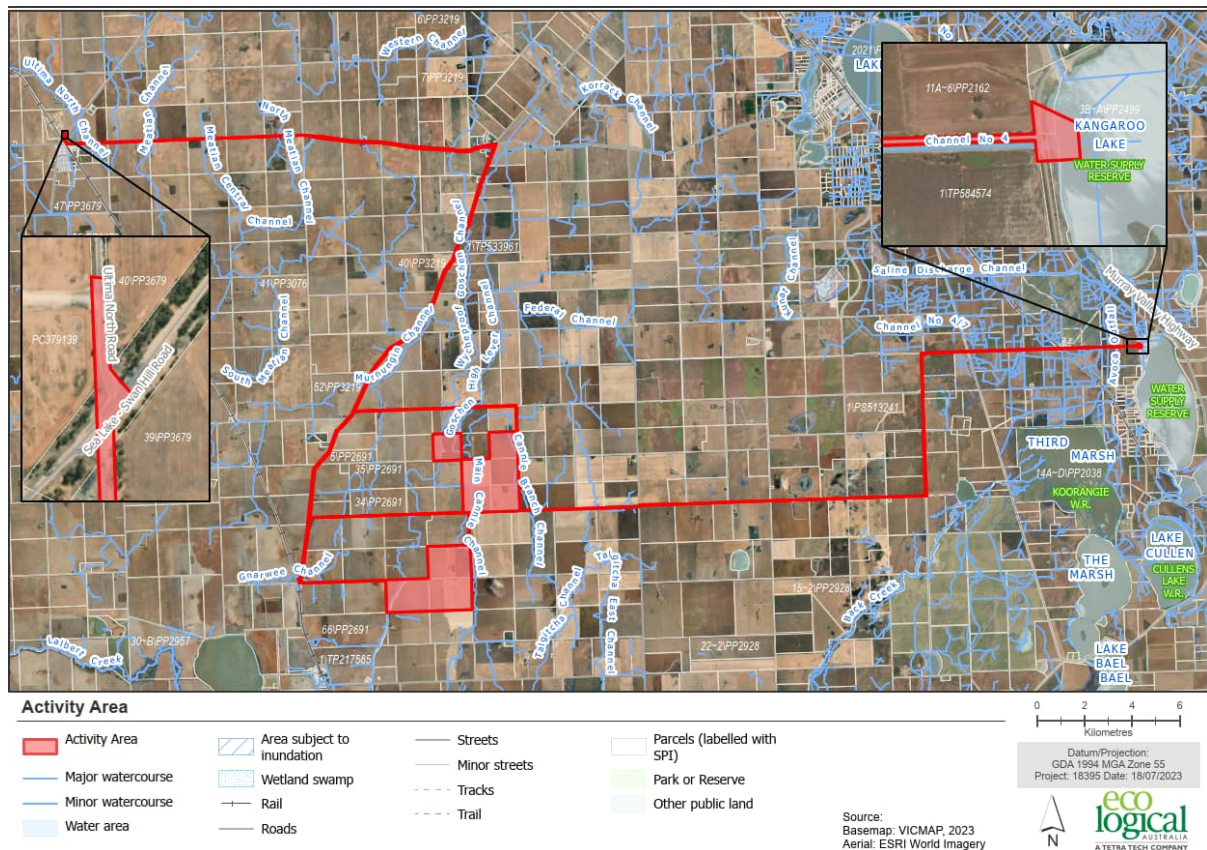 6\PP3219
Western Channel
7\PP3219
Korrack Channel
Ultima North Channel
Meatian Channel
North Meatian Channel
Meatian Central Channel
47\PP3679
41\PP3076
South Meatian Channel
40\PP3219
1\TP533961
Wycherproof Goschen Channel
Goschen High Level Channel
Federal Channel
Murnungin Channel
52\PP3219
5\PP2691
35\PP2691
34\PP2691
Main Cannie Channel
Cannie Branch Channel
Gnarwee Channel
66\PP2691
30~B\PP2957
Lalbert Creek
1\TP217585
Talgitcha Channel
Talgitcha East Channel
15~2\PP2928
22~2\PP2928
Back Creek
Kunat Channel
Saline Discharge Channel
Channel No 4/7
1\PS513241
Avoca Outfall
Murray Valley Highway
WATER
SUPPLY
RESERVE
THIRD
MARSH
14A~D\PP2038
KOORANGIE
W.R.
THE
MARSH
LAKE
CULLEN
CULLENS
LAKE
W.R.
LAKE
BAEL
BAEL
LAKE
11A~6\PP2162
3B~A\PP2499
KANGAROO
LAKE
Channel No 4
WATER SUPPLY
RESERVE
1\TP584574
40\PP3679
Ultima North Road
PC379139
Sea Lake - Swan Hill Road
39\PP3679
Activity Area
Activity Area
Major watercourse
Minor watercourse
Water area
Area subject to
inundation
Wetland swamp
Rail
Roads
Streets
Minor streets
Tracks
Trail
Parcels (labelled with
SPI)
Park or Reserve
Other public land
0 2 4 6
Kilometres
Datum/Projection:
GDA 1994 MGA Zone 55
Project: 18395 Date: 18/07/2023
Source:
Basemap: VICMAP, 2023
Aerial: ESRI World Imagery
N
eco
logical
AUSTRALIA
A TETRA TECH COMPANY